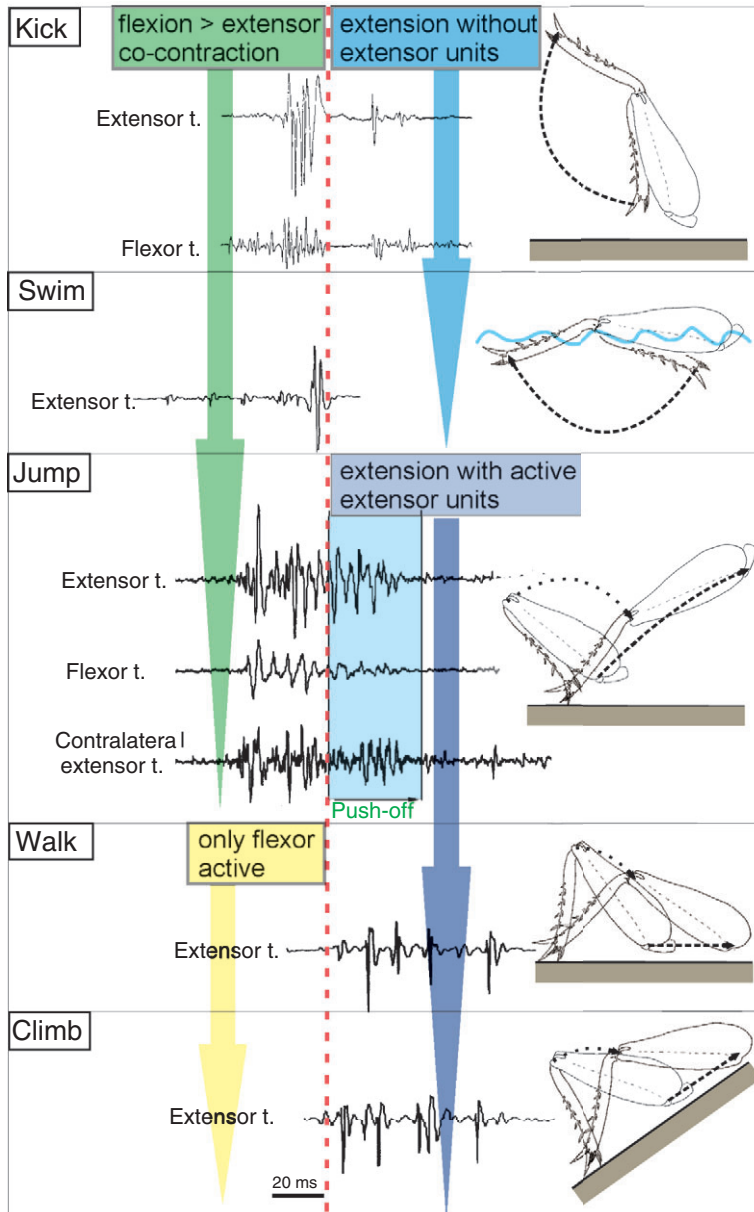 Kick
flexion > extensor
co-contraction
extension without
extensor units
Extensor t.
Flexor t.
Swim
Extensor t.
Jump
extension with active
extensor units
Extensor t.
Flexor t.
Contralateral
extensor t.
Push-off
Walk
only flexor
active
Extensor t.
Climb
Extensor t.
20 ms